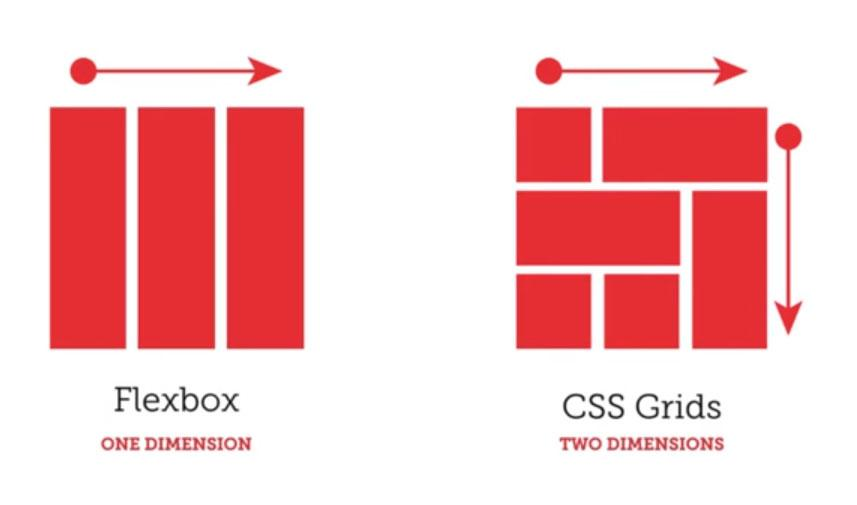 Flexbox
ONE DIMENSION
CSS Grids
TWO DIMENSIONS